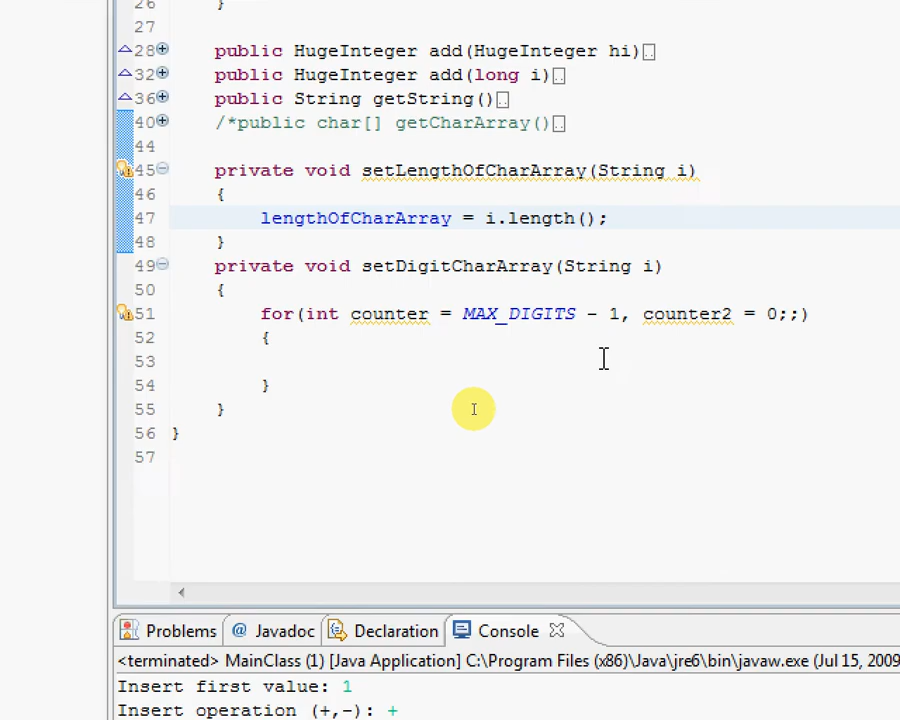 26 }
27
28 public HugeInteger add(HugeInteger hi)
32 public HugeInteger add(long i)
36 public String getString()
40 /*public char[] getCharArray()
44
45 private void setLengthOfCharArray(String i)
46 {
47 lengthOfCharArray = i.length();
48 }
49 private void setDigitCharArray(String i)
50 {
51 for(int counter = MAX_DIGITS - 1, counter2 = 0;;)
52 {
53
54 }
55 }
56 }
57
Problems @ Javadoc Declaration Console
<terminated> MainClass (1) [Java Application] C:\Program Files (x86)\Java\jre6\bin\javaw.exe (Jul 15, 2009
Insert first value: 1
Insert operation (+,-): +